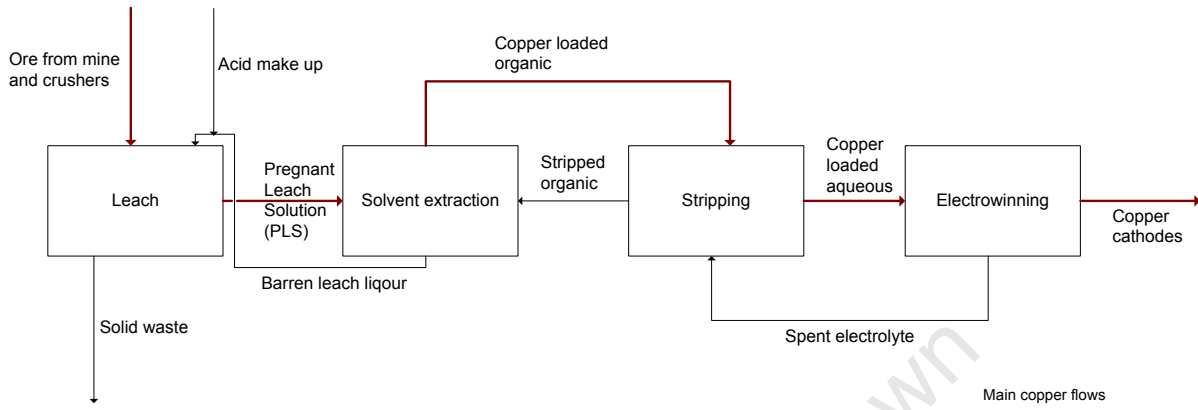 Ore from mine
and crushers
Acid make up
Copper loaded
organic
Leach
Pregnant
Leach
Solution
(PLS)
Solvent extraction
Stripped
organic
Stripping
Copper
loaded
aqueous
Electrowinning
Copper
cathodes
Barren leach liqour
Solid waste
Spent electrolyte
wn
Main copper flows